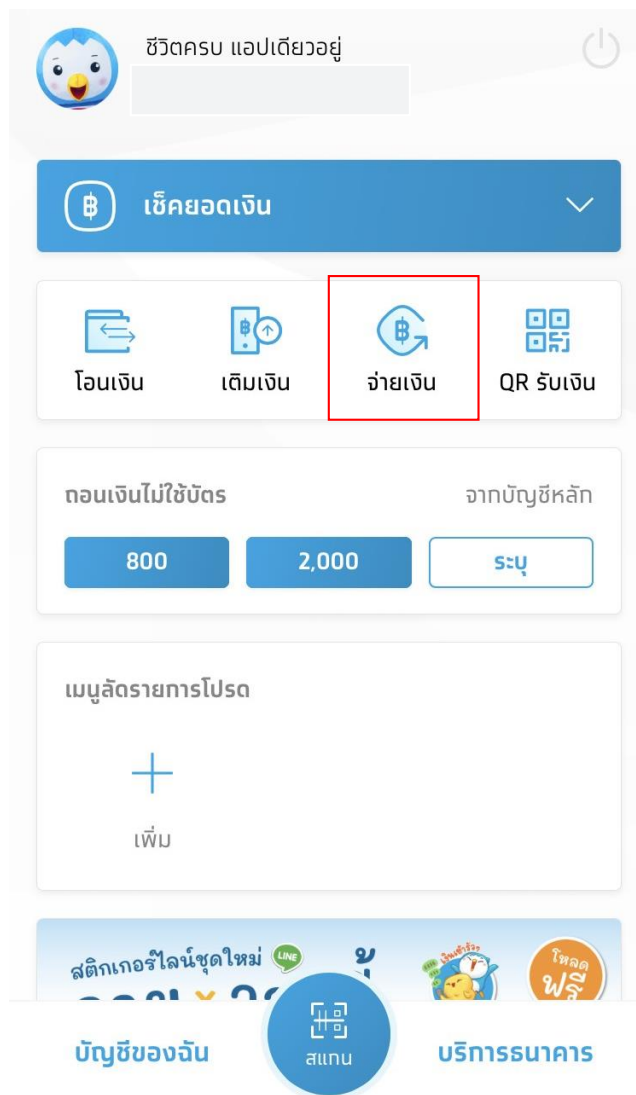 ชีวิตครบ แอปเดียวอยู่
฿ เช็คยอดเงิน
โอนเงิน เติมเงิน จ่ายเงิน QR รับเงิน
ถอนเงินไม่ใช้บัตร จากบัญชีหลัก
800 2,000 ระบุ
เมนูลัดรายการโปรด
เพิ่ม
สติกเกอร์ไลน์ชุดใหม่ LINE
โหลด
ฟรี
สแกน
บัญชีของฉัน บริการธนาคาร